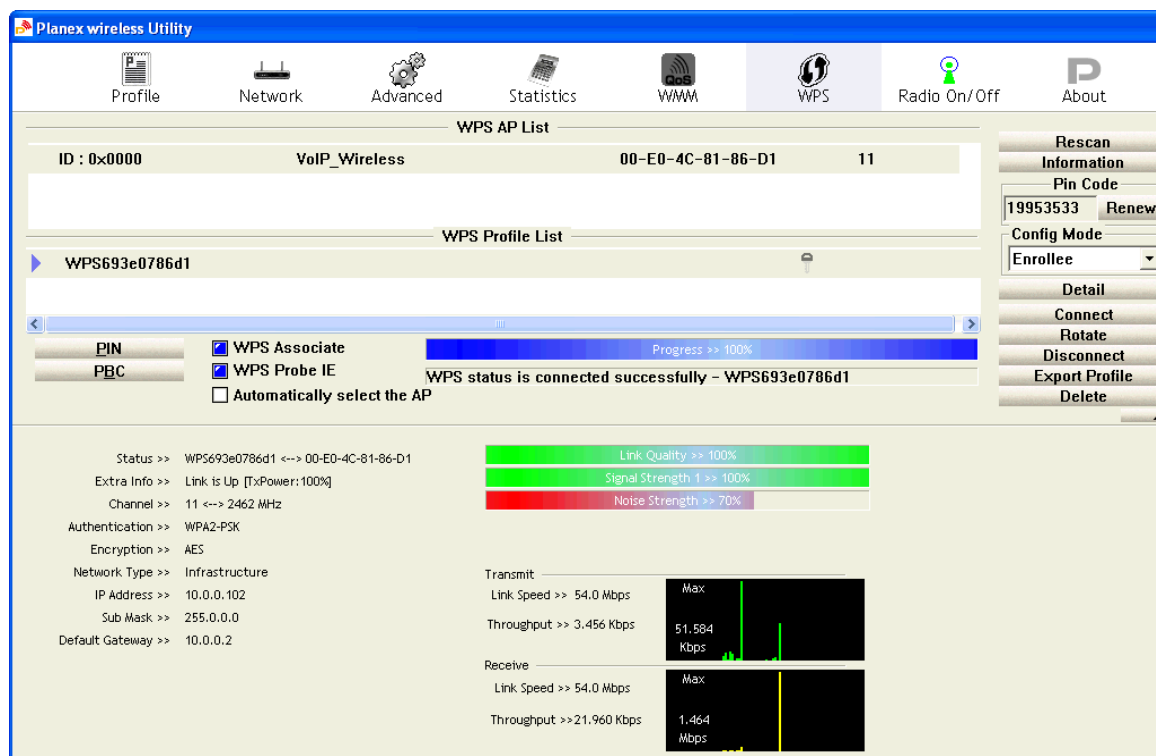 Planex wireless Utility
Profile Network Advanced Statistics QoS WMM WPS Radio On/Off About
WPS AP List
ID : 0x0000 VoIP_Wireless 00-E0-4C-81-86-D1 11
Rescan
Information
Pin Code
19953533 Renew
WPS Profile List
Config Mode
WPS693e0786d1
Enrollee
Detail
Connect
Rotate
Disconnect
Export Profile
Delete
PIN
PBC
WPS Associate
WPS Probe IE
Automatically select the AP
Progress >> 100%
WPS status is connected successfully - WPS693e0786d1
Status >> WPS693e0786d1 <--> 00-E0-4C-81-86-D1
Extra Info >> Link is Up [TxPower:100%]
Channel >> 11 <--> 2462 MHz
Authentication >> WPA2-PSK
Encryption >> AES
Network Type >> Infrastructure
IP Address >> 10.0.0.102
Sub Mask >> 255.0.0.0
Default Gateway >> 10.0.0.2
Link Quality >> 100%
Signal Strength 1 >> 100%
Noise Strength >> 70%
Transmit
Link Speed >> 54.0 Mbps
Throughput >> 3.456 Kbps
Max
51.584
Kbps
Receive
Link Speed >> 54.0 Mbps
Throughput >>21.960 Kbps
Max
1.464
Mbps